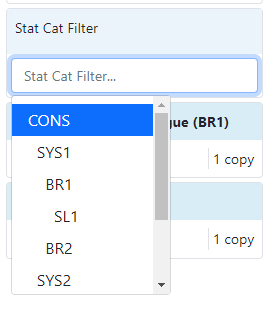 Stat Cat Filter
Stat Cat Filter...
CONS
gue (BR1)
SYS1
1 copy
BR1
SL1
BR2
1 copy
SYS2